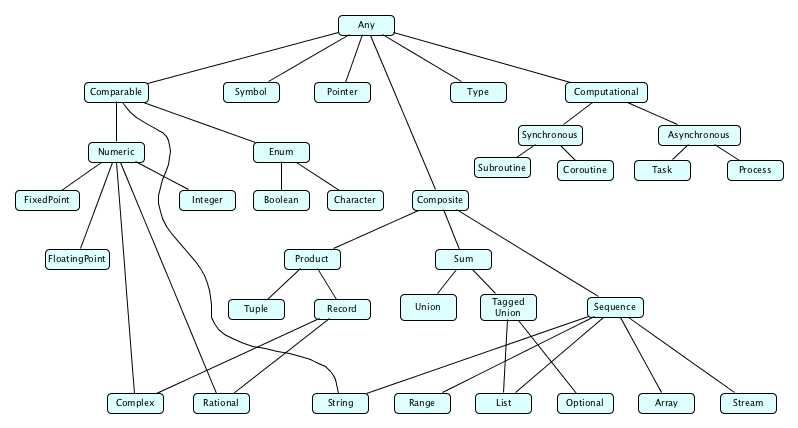 Any
Comparable
Symbol
Pointer
Type
Computational
Synchronous
Asynchronous
Numeric
Enum
Subroutine
Coroutine
Task
Process
FixedPoint
Integer
Boolean
Character
Composite
FloatingPoint
Product
Sum
Tuple
Record
Union
Tagged
Union
Sequence
Complex
Rational
String
Range
List
Optional
Array
Stream